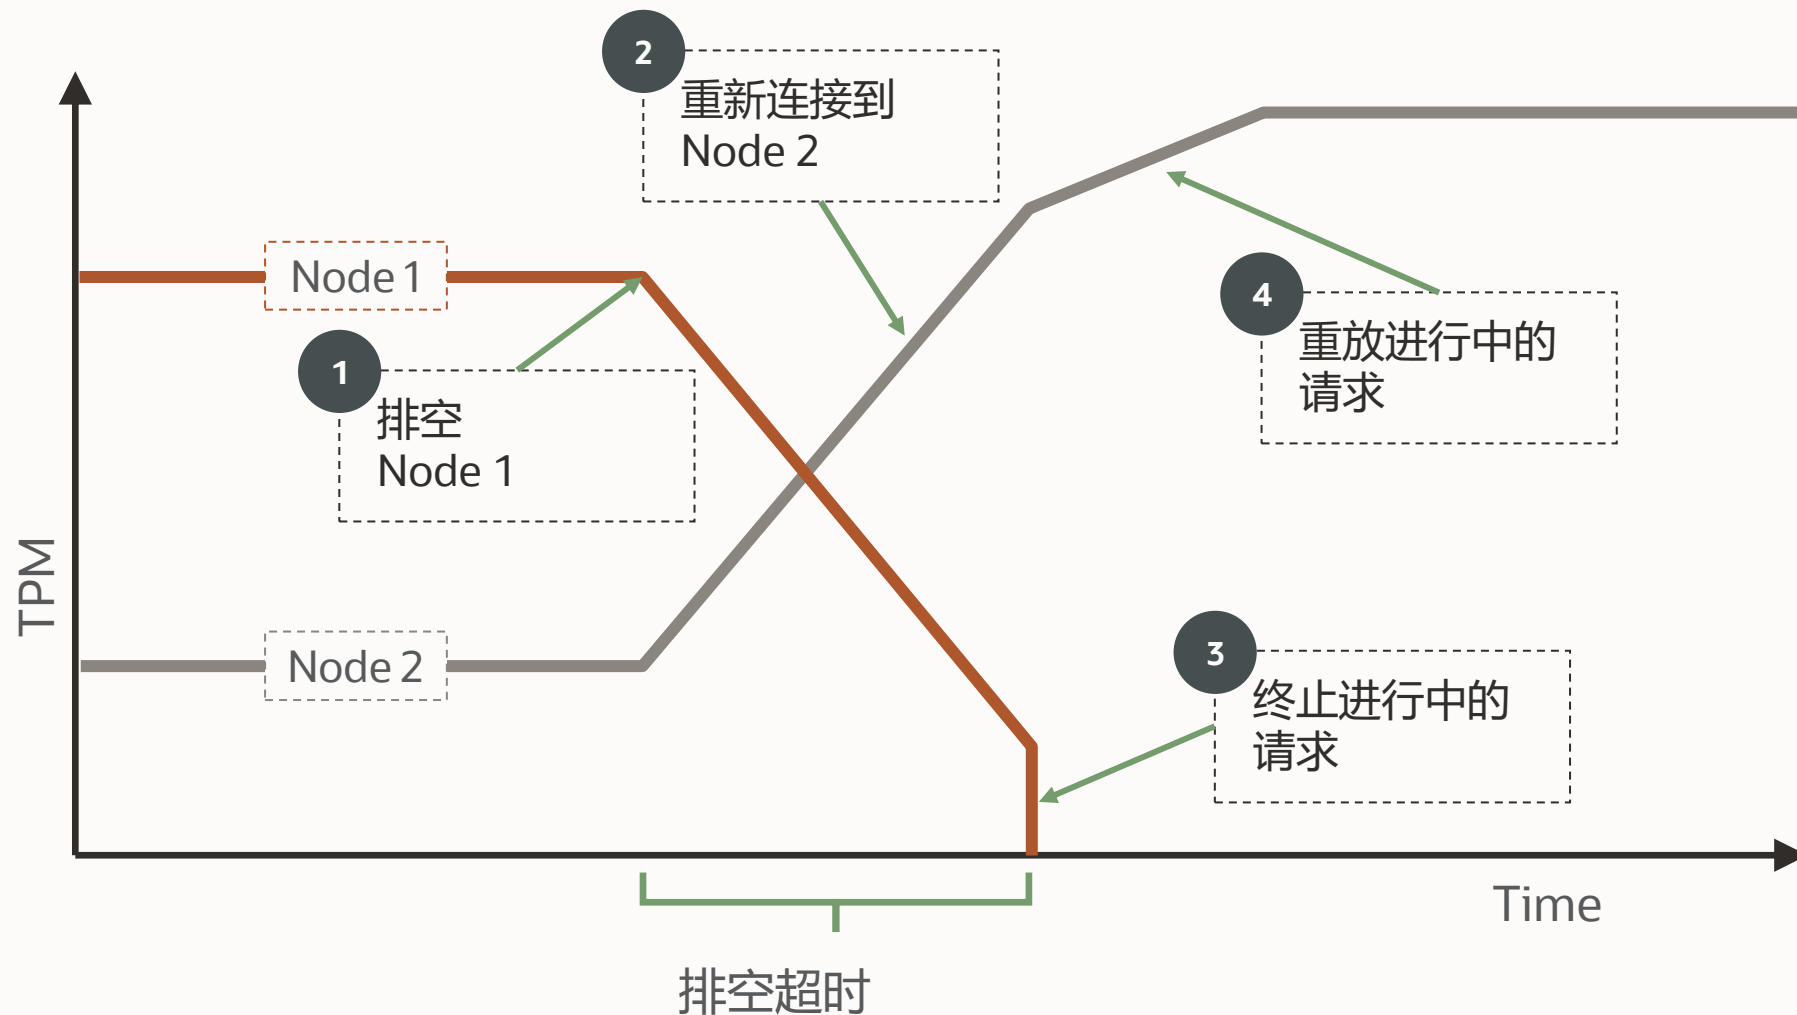 2
重新连接到
Node 2
Node 1
1
排空
Node 1
4
重放进行中的
请求
TPM
Node 2
3
终止进行中的
请求
Time
排空超时